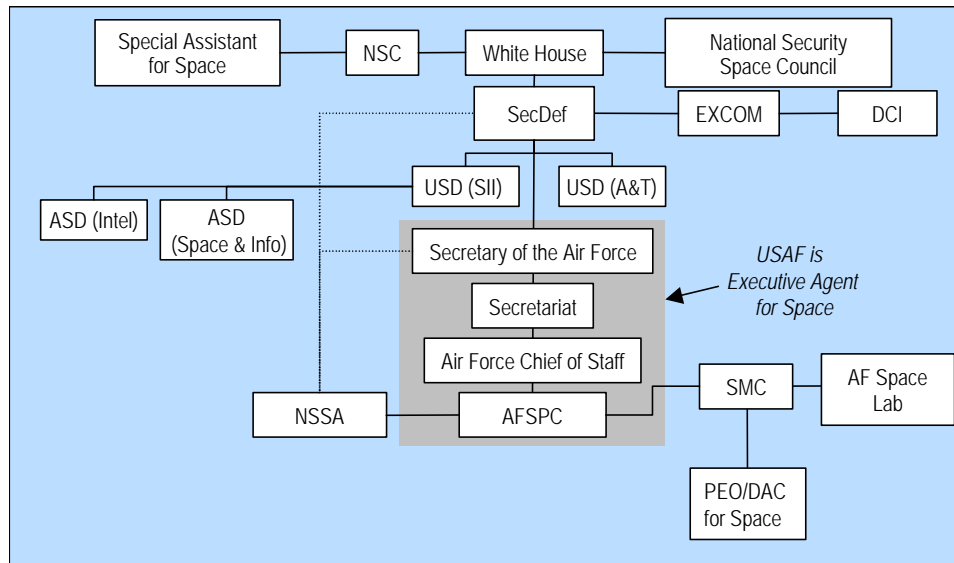 Special Assistant
for Space
NSC
White House
National Security
Space Council
SecDef
EXCOM
DCI
USD (SII)
USD (A&T)
ASD (Intel)
ASD
(Space & Info)
Secretary of the Air Force
USAF is
Executive Agent
for Space
Secretariat
Air Force Chief of Staff
NSSA
AFSPC
SMC
AF Space
Lab
PEO/DAC
for Space